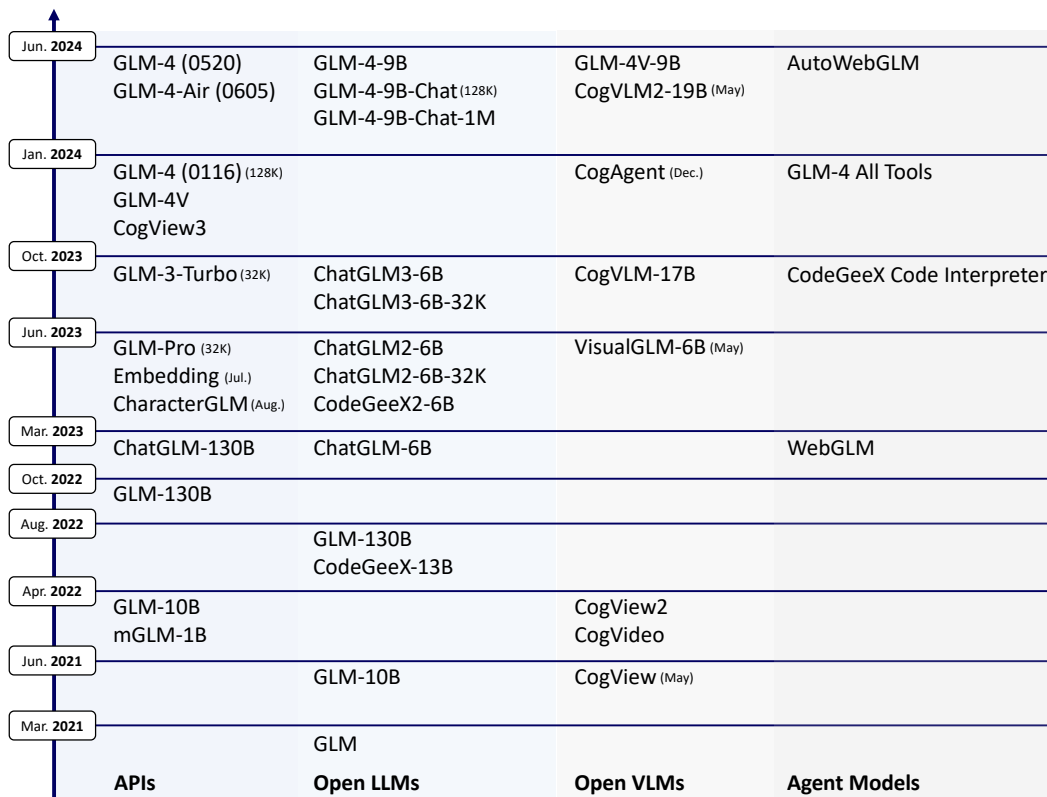 Jun. 2024
GLM-4 (0520) GLM-4-9B GLM-4V-9B AutoWebGLM
GLM-4-Air (0605) GLM-4-9B-Chat (128K) CogVLM2-19B (May)
GLM-4-9B-Chat-1M
Jan. 2024
GLM-4 (0116) (128K) CogAgent (Dec.) GLM-4 All Tools
GLM-4V
CogView3
Oct. 2023
GLM-3-Turbo (32K) ChatGLM3-6B CogVLM-17B CodeGeeX Code Interpreter
ChatGLM3-6B-32K
Jun. 2023
GLM-Pro (32K) ChatGLM2-6B VisualGLM-6B (May)
Embedding (Jul.) ChatGLM2-6B-32K
CharacterGLM (Aug.) CodeGeeX2-6B
Mar. 2023
ChatGLM-130B ChatGLM-6B WebGLM
Oct. 2022
GLM-130B
Aug. 2022
GLM-130B
CodeGeeX-13B
Apr. 2022
GLM-10B CogView2
mGLM-1B CogVideo
Jun. 2021
GLM-10B CogView (May)
Mar. 2021
GLM
APIs Open LLMs Open VLMs Agent Models